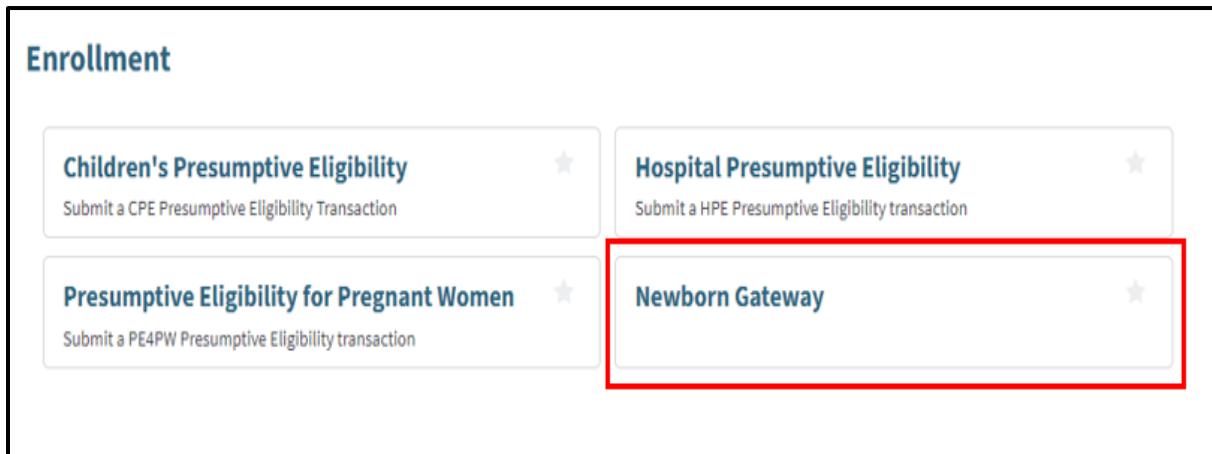 Enrollment
Children's Presumptive Eligibility
Submit a CPE Presumptive Eligibility Transaction
Hospital Presumptive Eligibility
Submit a HPE Presumptive Eligibility transaction
Presumptive Eligibility for Pregnant Women
Submit a PE4PW Presumptive Eligibility transaction
Newborn Gateway